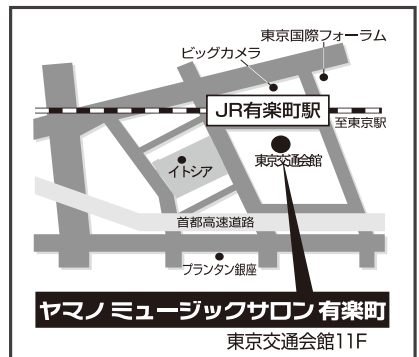 東京国際フォーラム
ビッグカメラ
JR有楽町駅
至東京駅
東京交通会館
イトシア
首都高速道路
プランタン銀座
ヤマノ ミュージックサロン 有楽町
東京交通会館11F